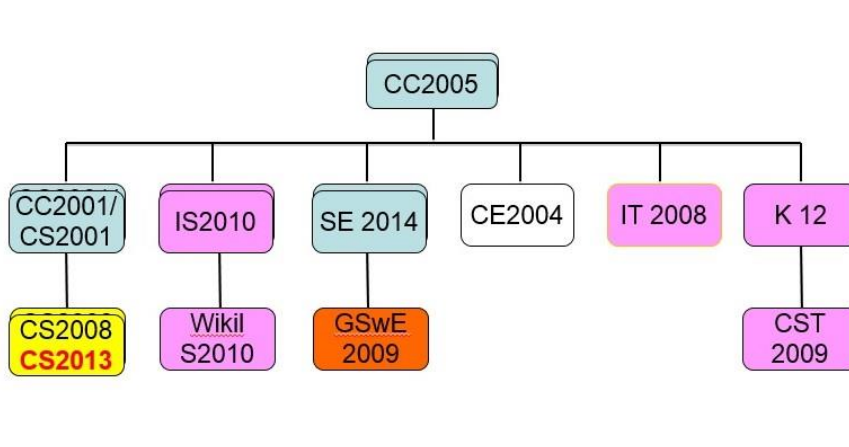 CC2005
CC2001/
CS2001
IS2010
SE 2014
CE2004
IT 2008
K 12
CS2008
CS2013
Wikil
S2010
GSwE
2009
CST
2009